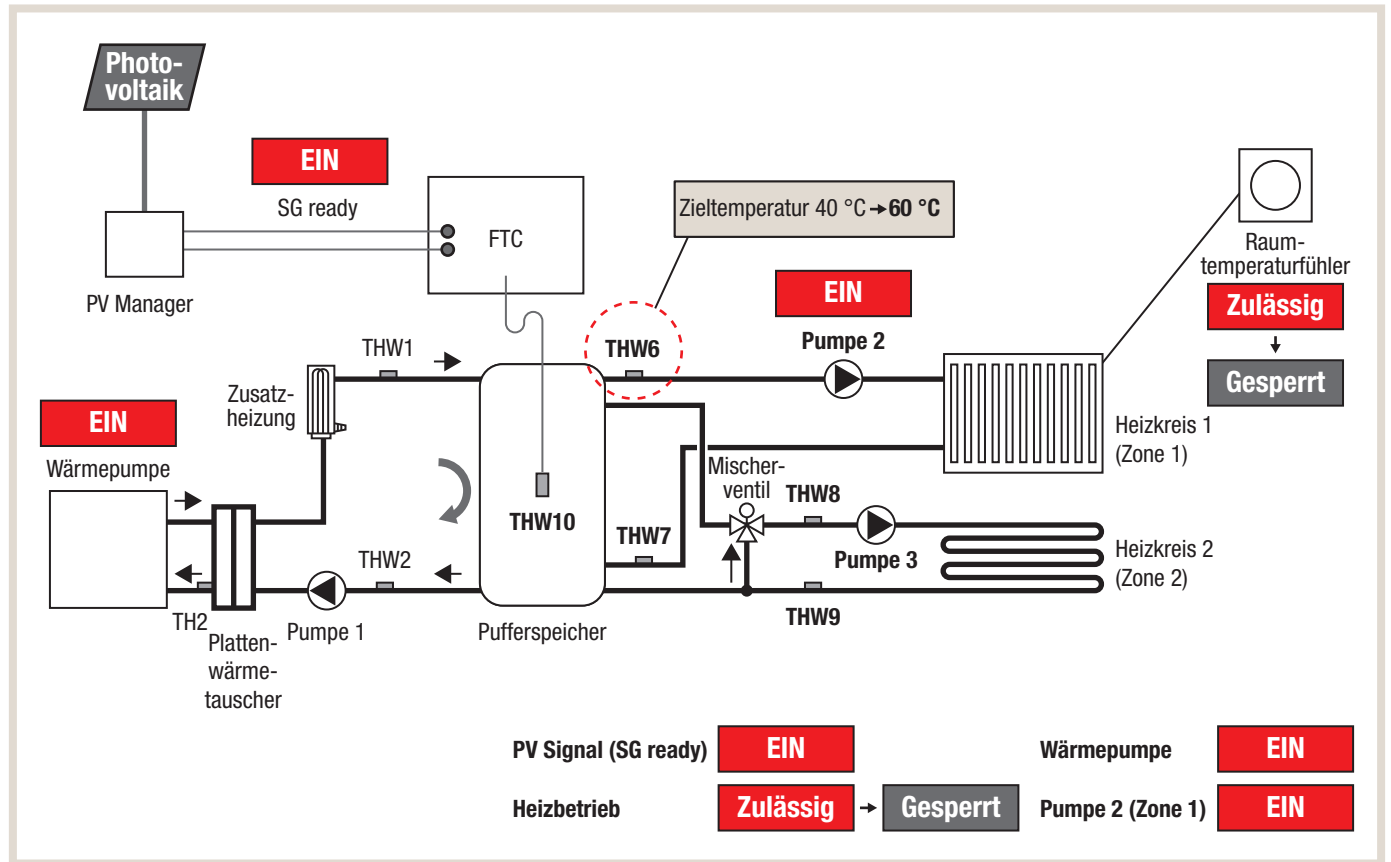 Photo-
voltaik
EIN
SG ready
FTC
PV Manager
Zieltemperatur 40 °C → 60 °C
EIN
Pumpe 2
Raum-
temperaturfühler
Zulässig
Gesperrt
THW1
THW6
Zusatz-
heizung
EIN
Wärmepumpe
Heizkreis 1
(Zone 1)
Mischer-
ventil
THW8
THW10
THW7
Pumpe 3
Heizkreis 2
(Zone 2)
THW2
THW9
TH2
Pumpe 1
Pufferspeicher
Platten-
wärme-
tauscher
PV Signal (SG ready) EIN Wärmepumpe EIN
Heizbetrieb Zulässig → Gesperrt Pumpe 2 (Zone 1) EIN